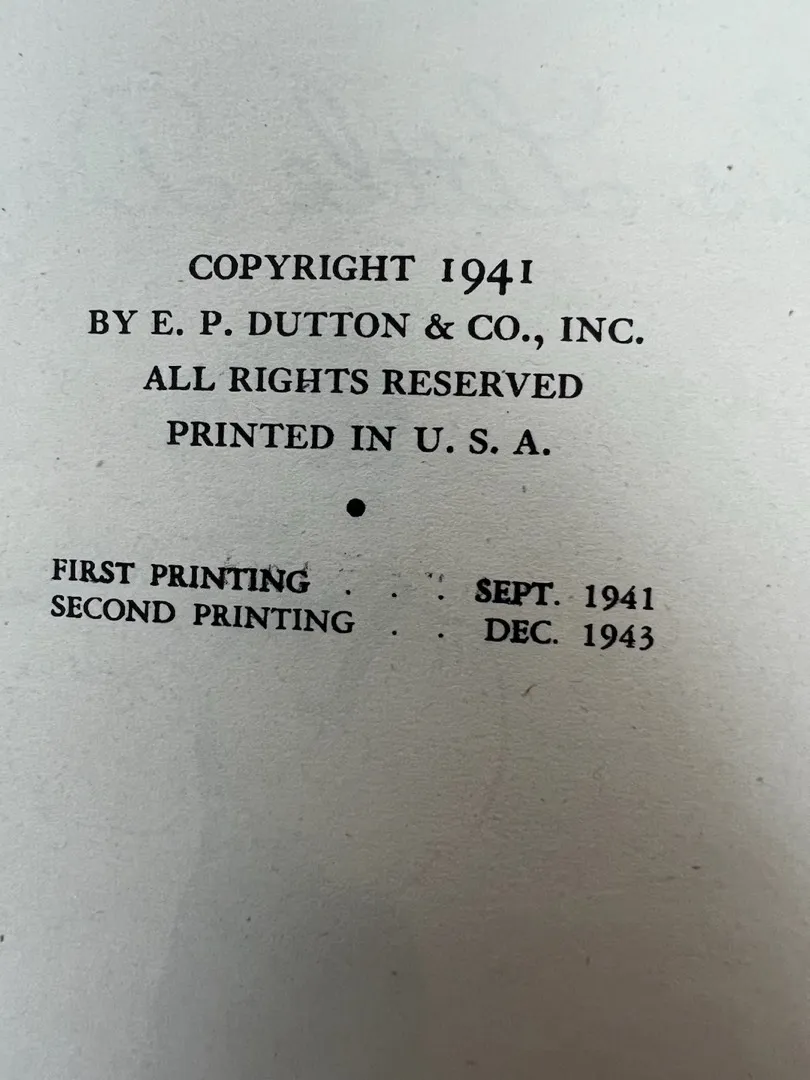 COPYRIGHT 1941
BY E. P. DUTTON & CO., INC.
ALL RIGHTS RESERVED
PRINTED IN U. S. A.
•
FIRST PRINTING . . . SEPT. 1941
SECOND PRINTING . . DEC. 1943